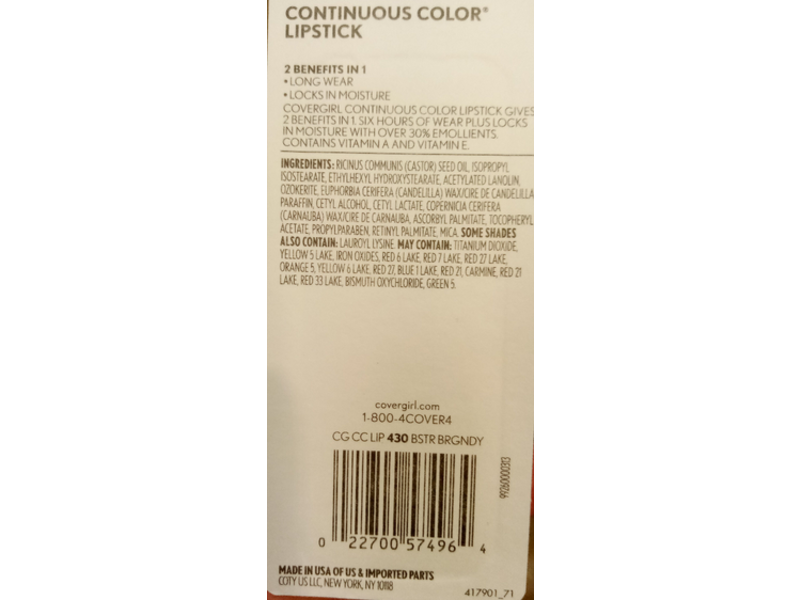 CONTINUOUS COLOR®
LIPSTICK
2 BENEFITS IN 1
• LONG WEAR
• LOCKS IN MOISTURE
COVERGIRL CONTINUOUS COLOR LIPSTICK GIVES
2 BENEFITS IN 1. SIX HOURS OF WEAR PLUS LOCKS
IN MOISTURE WITH OVER 30% EMOLLIENTS.
CONTAINS VITAMIN A AND VITAMIN E.
INGREDIENTS: RICINUS COMMUNIS (CASTOR) SEED OIL, ISOPROPYL
ISOSTEARATE, ETHYLHEXYL HYDROXYSTEARATE, ACETYLATED LANOLIN,
OZOKERITE, EUPHORBIA CERIFERA (CANDELILLA) WAX/CIRE DE CANDELILLA,
PARAFFIN, CETYL ALCOHOL, CETYL LACTATE, COPERNICIA CERIFERA
(CARNAUBA) WAX/CIRE DE CARNAUBA, ASCORBYL PALMITATE, TOCOPHERYL
ACETATE, PROPYLPARABEN, RETINYL PALMITATE, MICA. SOME SHADES
ALSO CONTAIN: LAUROYL LYSINE. MAY CONTAIN: TITANIUM DIOXIDE,
YELLOW 5 LAKE, IRON OXIDES, RED 6 LAKE, RED 7 LAKE, RED 27 LAKE,
ORANGE 5, YELLOW 6 LAKE, RED 27, BLUE 1 LAKE, RED 21, CARMINE, RED 21
LAKE, RED 33 LAKE, BISMUTH OXYCHLORIDE, GREEN 5.
covergirl.com
1-800-4COVER4
CG CC LIP 430 BSTR BRGNDY
99260000313
0 22700 57496 4
MADE IN USA OF US & IMPORTED PARTS
COTY US LLC, NEW YORK, NY 10118
417901_71